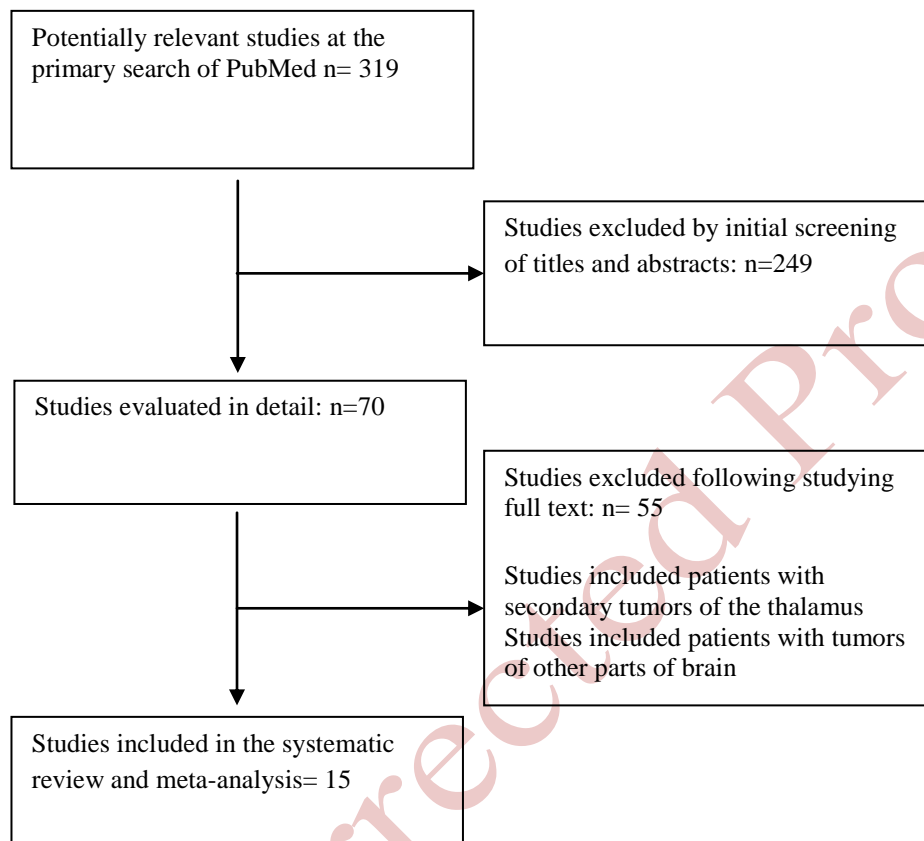 Potentially relevant studies at the
primary search of PubMed n= 319
Studies excluded by initial screening
of titles and abstracts: n=249
Studies evaluated in detail: n=70
Studies excluded following studying
full text: n= 55
Studies included patients with
secondary tumors of the thalamus
Studies included patients with tumors
of other parts of brain
Studies included in the systematic
review and meta-analysis= 15
rrected Pro